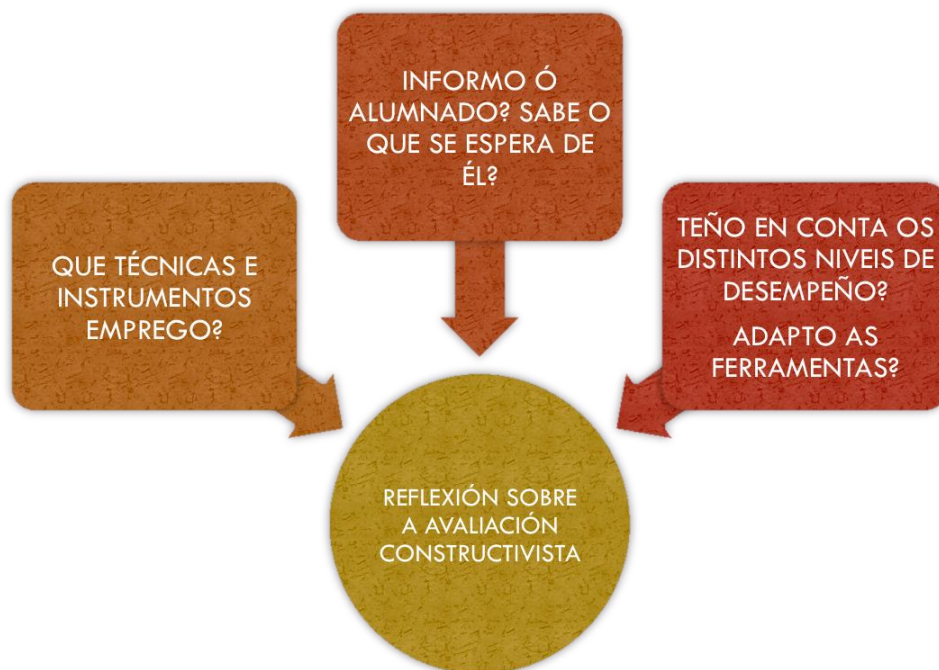 QUE TÉCNICAS E
INSTRUMENTOS
EMPREGO?
INFORMO Ó
ALUMNADO? SABE O
QUE SE ESPERA DE
ÉL?
TEÑO EN CONTA OS
DISTINTOS NIVEIS DE
DESEMPEÑO?
ADAPTO AS
FERRAMENTAS?
REFLEXIÓN SOBRE
A AVALIACIÓN
CONSTRUCTIVISTA